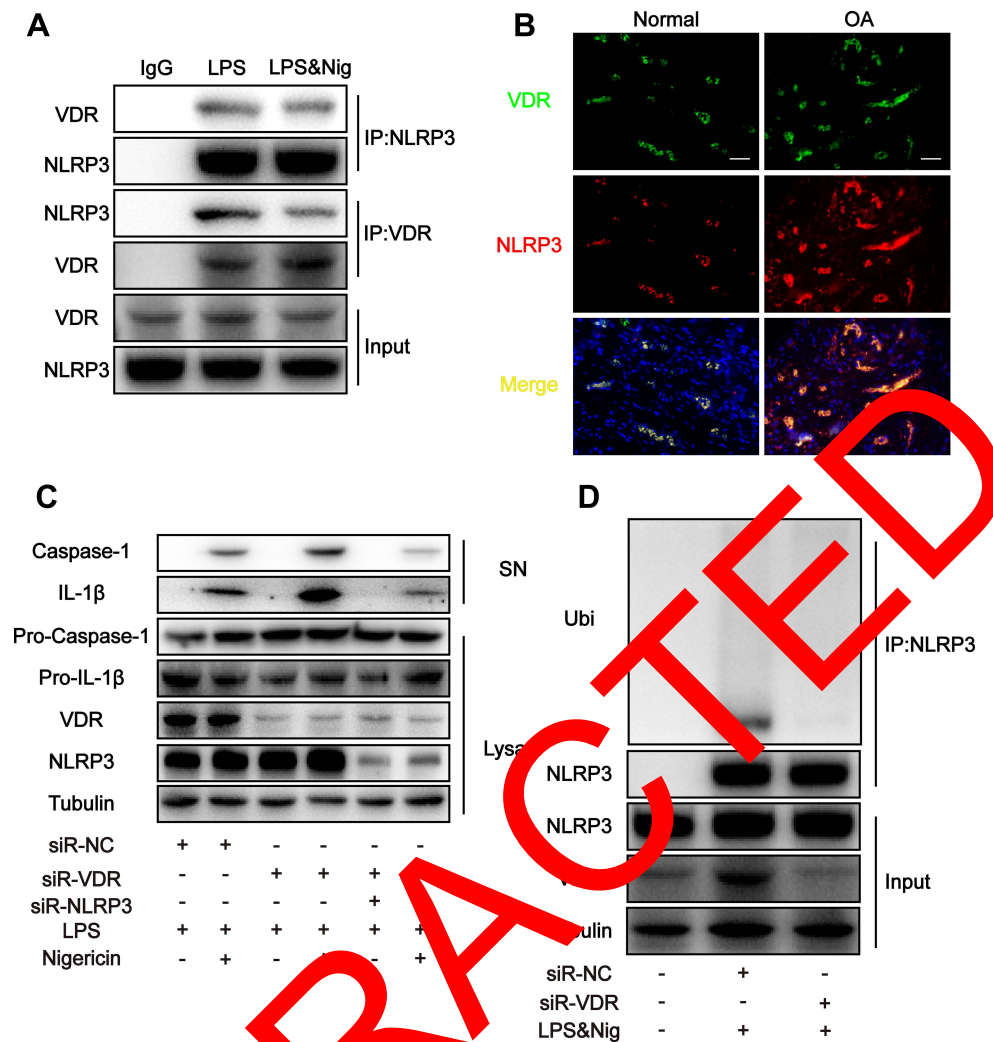 A
IgG LPS LPS&Nig
VDR
NLRP3
IP:NLRP3
NLRP3
VDR
IP:VDR
VDR
NLRP3
Input
B
Normal OA
VDR
NLRP3
Merge
C
Caspase-1
IL-1β
SN
Pro-Caspase-1
Pro-IL-1β
VDR
NLRP3
Tubulin
siR-NC + + - - - -
siR-VDR - - + + +
siR-NLRP3 - - - - +
LPS + + + + + +
Nigericin - + - - +
D
Ubi
NLRP3
IP:NLRP3
NLRP3
Input
siR-NC - + -
siR-VDR - - +
LPS&Nig - + +
RACTED